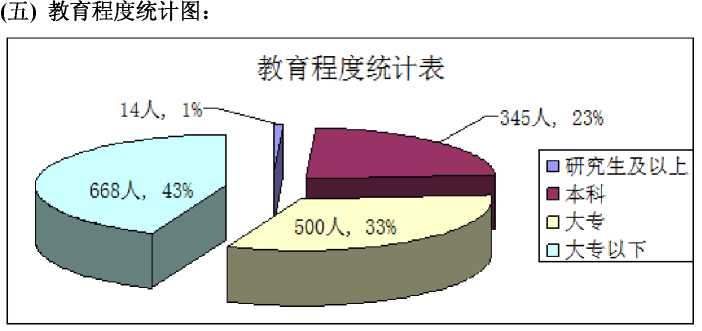 (五) 教育程度统计图：
教育程度统计表
14人, 1%
345人, 23%
668人, 43%
500人, 33%
研究生及以上
本科
大专
大专以下